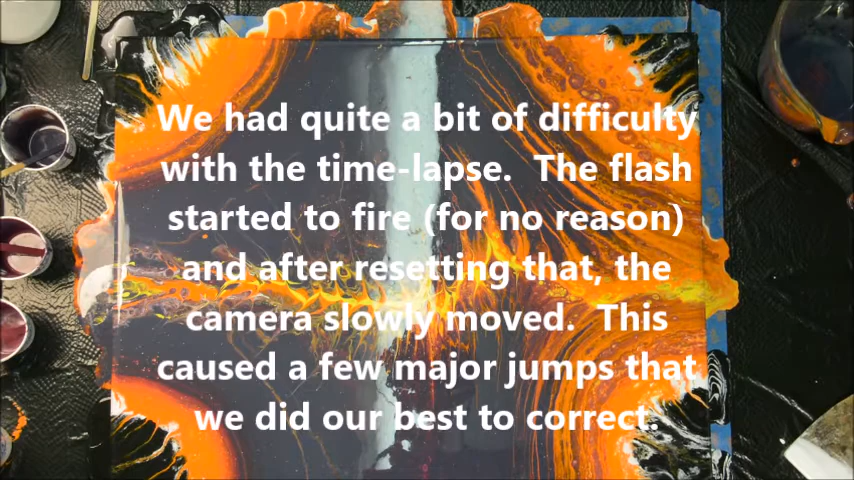 We had quite a bit of difficulty
with the time-lapse.  The flash
started to fire (for no reason)
and after resetting that, the
camera slowly moved.  This
caused a few major jumps that
we did our best to correct.